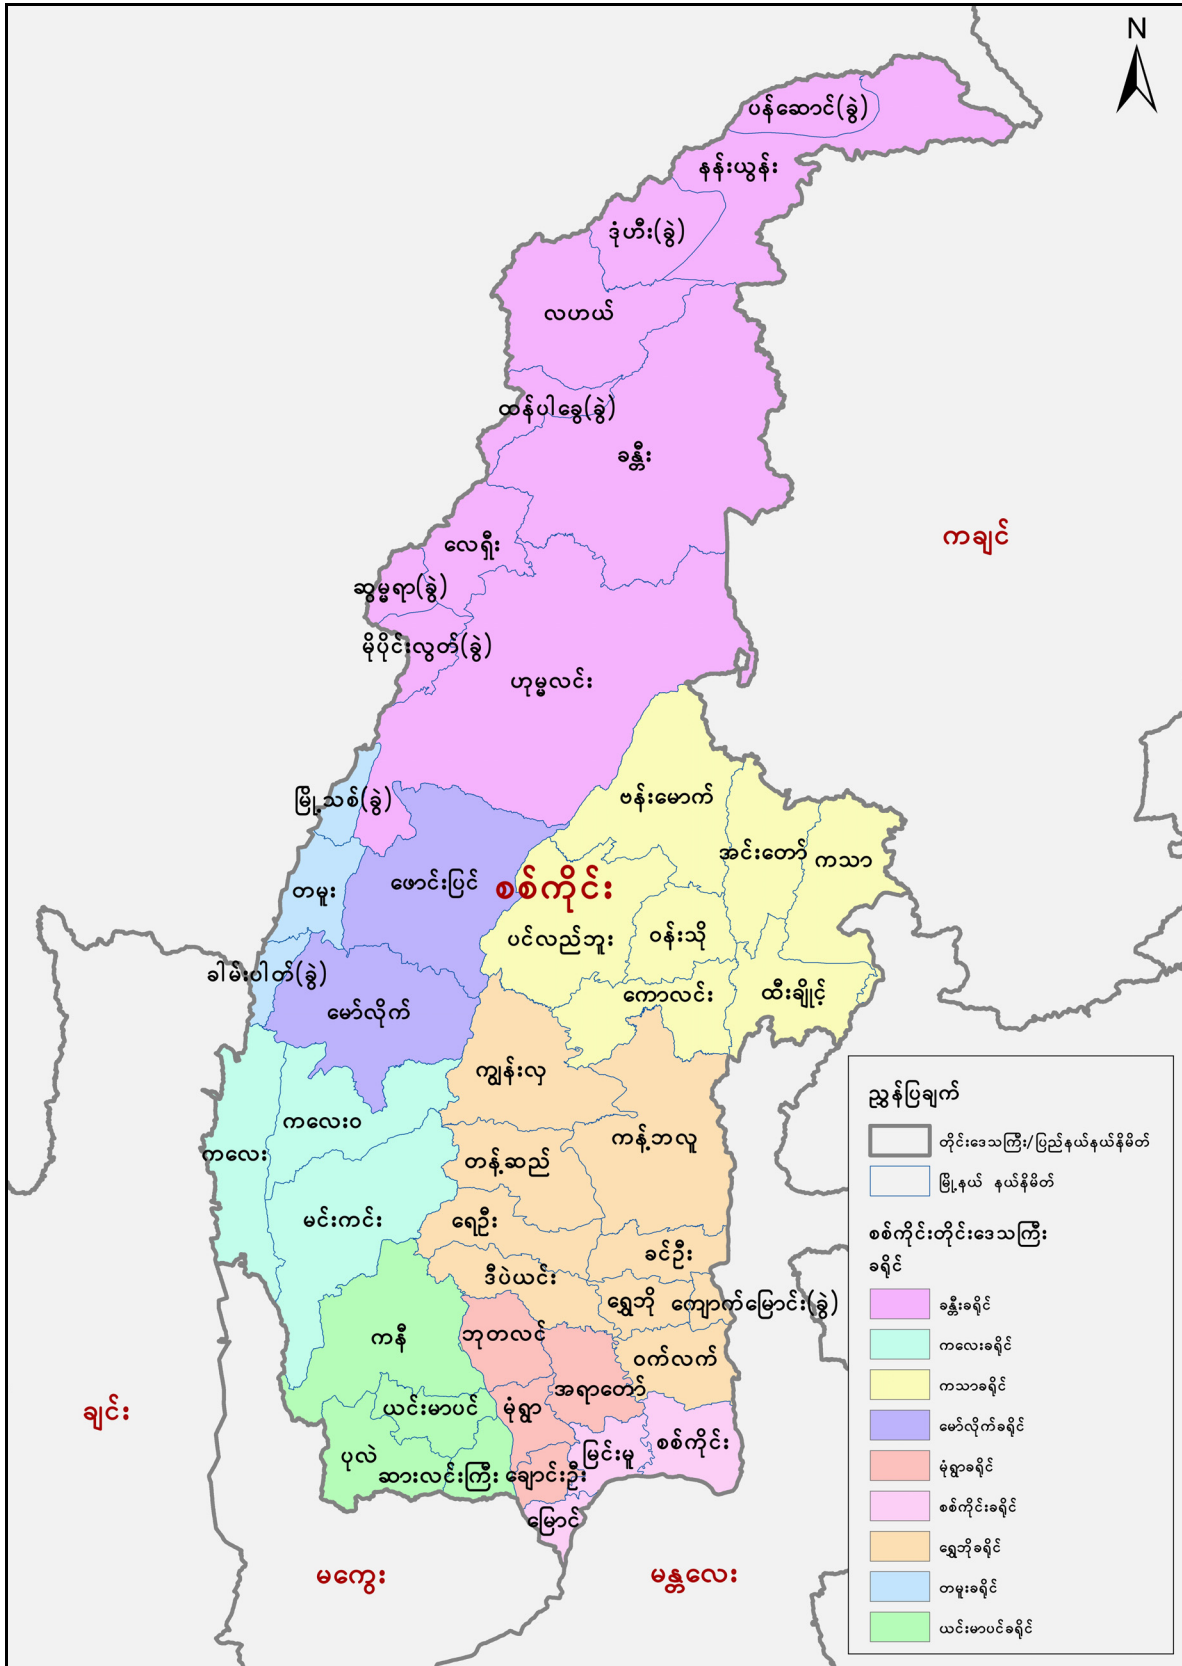 N
ပန်ဆောင်(ခွဲ)
နန်းယွန်း
ဒုံဟီး(ခွဲ)
လဟယ်
ထန်ပါခွေ(ခွဲ)
ခန္တီး
ကချင်
လေရှီး
ဆွမ္မရာ(ခွဲ)
မိုပိုင်းလွတ်(ခွဲ)
ဟုမ္မလင်း
ဗန်းမောက်
မြို့သစ်(ခွဲ)
အင်းတော်
ကသာ
တမူး
ဖောင်းပြင်
စစ်ကိုင်း
ပင်လည်ဘူး
ဝန်းသို
ခါမ်းပါတ်(ခွဲ)
ကောလင်း
ထီးချိုင့်
မော်လိုက်
ကျွန်းလှ
ကလေးဝ
ကန့်ဘလူ
ကလေး
တန့်ဆည်
မင်းကင်း
ရေဦး
ခင်ဦး
ဒီပဲယင်း
ရွှေဘို
ကျောက်မြောင်း(ခွဲ)
ကနီ
ဘုတလင်
ဝက်လက်
အရာတော်
ယင်းမာပင်
မုံရွာ
ချင်း
ပုလဲ
မြင်းမူ
စစ်ကိုင်း
ဆားလင်းကြီး
ချောင်းဦး
မြောင်
မကွေး
မန္တလေး
ညွှန်ပြချက်
တိုင်းဒေသကြီး/ပြည်နယ်နယ်နိမိတ်
မြို့နယ် နယ်နိမိတ်
စစ်ကိုင်းတိုင်းဒေသကြီး
ခရိုင်
ခန္တီးခရိုင်
ကလေးခရိုင်
ကသာခရိုင်
မော်လိုက်ခရိုင်
မုံရွာခရိုင်
စစ်ကိုင်းခရိုင်
ရွှေဘိုခရိုင်
တမူးခရိုင်
ယင်းမာပင်ခရိုင်